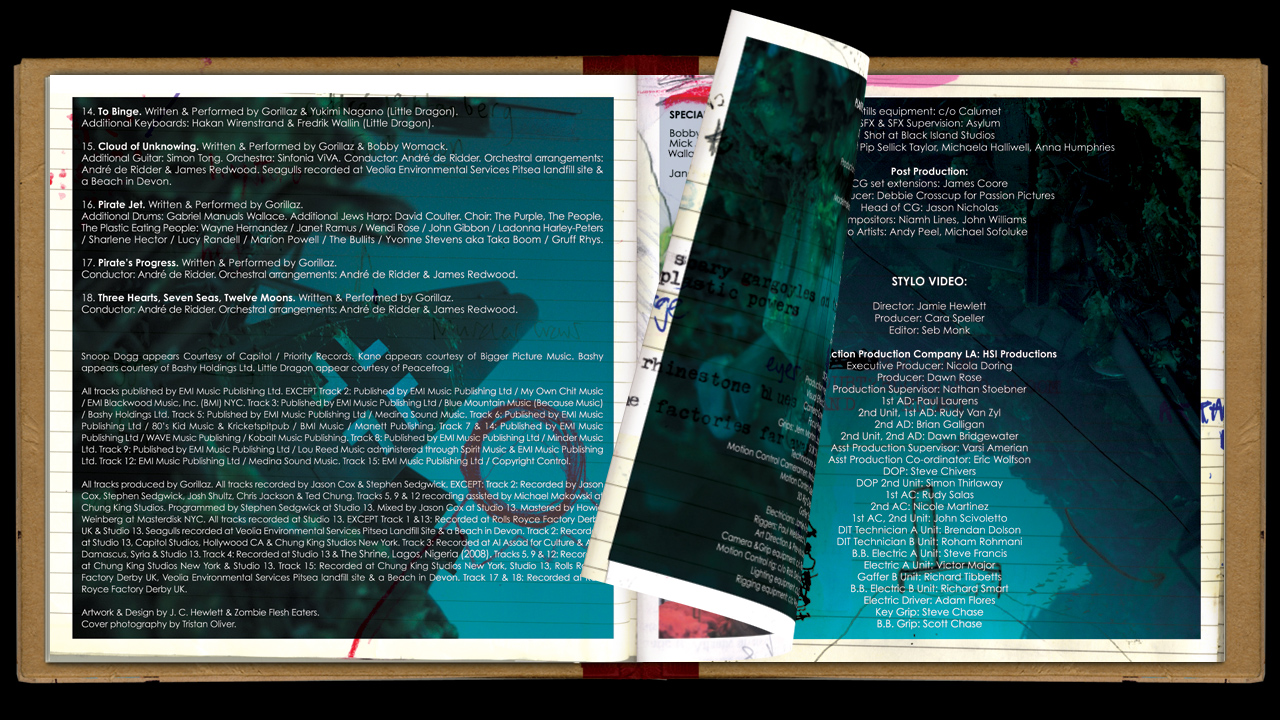 14. To Binge. Written & Performed by Gorillaz & Yukimi Nagano (Little Dragon).
Additional Keyboards: Hakan Wirenstrand & Fredrik Wallin (Little Dragon).
15. Cloud of Unknowing. Written & Performed by Gorillaz & Bobby Womack.
Additional Guitar: Simon Tong. Orchestra: Sinfonia ViVA. Conductor: André de Ridder. Orchestral arrangements:
André de Ridder & James Redwood. Seagulls recorded at Veolia Environmental Services Pitsea landfill site &
a Beach in Devon.
16. Pirate Jet. Written & Performed by Gorillaz.
Additional Drums: Gabriel Manuals Wallace. Additional Jews Harp: David Coulter. Choir: The Purple, The People,
The Plastic Eating People: Wayne Hernandez / Janet Ramus / Wendi Rose / John Gibbon / Ladonna Harley-Peters
/ Sharlene Hector / Lucy Randell / Marion Powell / The Bullits / Yvonne Stevens aka Taka Boom / Gruff Rhys.
17. Pirate's Progress. Written & Performed by Gorillaz.
Conductor: André de Ridder. Orchestral arrangements: André de Ridder & James Redwood.
18. Three Hearts, Seven Seas, Twelve Moons. Written & Performed by Gorillaz.
Conductor: André de Ridder. Orchestral arrangements: André de Ridder & James Redwood.
Snoop Dogg appears Courtesy of Capitol / Priority Records. Kano appears courtesy of Bigger Picture Music. Bashy
appears courtesy of Bashy Holdings Ltd. Little Dragon appear courtesy of Peacefrog.
All tracks published by EMI Music Publishing Ltd. EXCEPT Track 2: Published by EMI Music Publishing Ltd / My Own Chit Music
/ EMI Blackwood Music, Inc. (BMI) NYC. Track 3: Published by EMI Music Publishing Ltd / Blue Mountain Music (Because Music)
/ Bashy Holdings Ltd. Track 5: Published by EMI Music Publishing Ltd / Medina Sound Music. Track 6: Published by EMI Music
Publishing Ltd / 80's Kid Music & Kricketspitpub / BMI Music / Manett Publishing. Track 7 & 14: Published by EMI Music
Publishing Ltd / WAVE Music Publishing / Kobalt Music Publishing. Track 8: Published by EMI Music Publishing Ltd / Minder Music
Ltd. Track 9: Published by EMI Music Publishing Ltd / Lou Reed Music administered through Spirit Music & EMI Music Publishing
Ltd. Track 12: EMI Music Publishing Ltd / Medina Sound Music. Track 15: EMI Music Publishing Ltd / Copyright Control.
All tracks produced by Gorillaz. All tracks recorded by Jason Cox & Stephen Sedgwick, EXCEPT: Track 2: Recorded by Jason
Cox, Stephen Sedgwick, Josh Shultz, Chris Jackson & Ted Chung. Tracks 5, 9 & 12 recording assisted by Michael Makowski at
Chung King Studios. Programmed by Stephen Sedgwick at Studio 13. Mixed by Jason Cox at Studio 13. Mastered by Howie
Weinberg at Masterdisk NYC. All tracks recorded at Studio 13. EXCEPT Track 1 &13: Recorded at Rolls Royce Factory Derb
UK & Studio 13. Seagulls recorded at Veolia Environmental Services Pitsea Landfill Site & a Beach in Devon. Track 2: Record
at Studio 13, Capitol Studios, Hollywood CA & Chung King Studios New York. Track 3: Recorded at Al Assad for Culture & A
Damascus, Syria & Studio 13. Track 4: Recorded at Studio 13 & The Shrine, Lagos, Nigeria (2008). Tracks 5, 9 & 12: Recor
at Chung King Studios New York & Studio 13. Track 15: Recorded at Chung King Studios New York, Studio 13, Rolls R
Factory Derby UK, Veolia Environmental Services Pitsea landfill site & a Beach in Devon. Track 17 & 18: Recorded at
Royce Factory Derby UK.
Artwork & Design by J. C. Hewlett & Zombie Flesh Eaters.
Cover photography by Tristan Oliver.
SPECIA
Bobby
Mick
Walla
Jan
scary gargoyles on
plastic powers
rhinestone blue eyes
factories far
Motion Control
Electricians:
Riggers: Paul
Art Direction &
Camera & Grip equipment:
Motion Control rig: c/o
Lighting equipment
Rigging equipment
fills equipment: c/o Calumet
SFX & SFX Supervision: Asylum
Shot at Black Island Studios
Pip Sellick Taylor, Michaela Halliwell, Anna Humphries
Post Production:
CG set extensions: James Coore
ucer: Debbie Crosscup for Passion Pictures
Head of CG: Jason Nicholas
mpositors: Niamh Lines, John Williams
o Artists: Andy Peel, Michael Sofoluke
STYLO VIDEO:
Director: Jamie Hewlett
Producer: Cara Speller
Editor: Seb Monk
ction Production Company LA: HSI Productions
Executive Producer: Nicola Doring
Producer: Dawn Rose
Production Supervisor: Nathan Stoebner
1st AD: Paul Laurens
2nd Unit, 1st AD: Rudy Van Zyl
2nd AD: Brian Galligan
2nd Unit, 2nd AD: Dawn Bridgewater
Asst Production Supervisor: Varsi Amerian
Asst Production Co-ordinator: Eric Wolfson
DOP: Steve Chivers
DOP 2nd Unit: Simon Thirlaway
1st AC: Rudy Salas
2nd AC: Nicole Martinez
1st AC, 2nd Unit: John Scivoletto
DIT Technician A Unit: Brendan Dolson
DIT Technician B Unit: Roham Rohmani
B.B. Electric A Unit: Steve Francis
Electric A Unit: Victor Major
Gaffer B Unit: Richard Tibbetts
B.B. Electric B Unit: Richard Smart
Electric Driver: Adam Flores
Key Grip: Steve Chase
B.B. Grip: Scott Chase